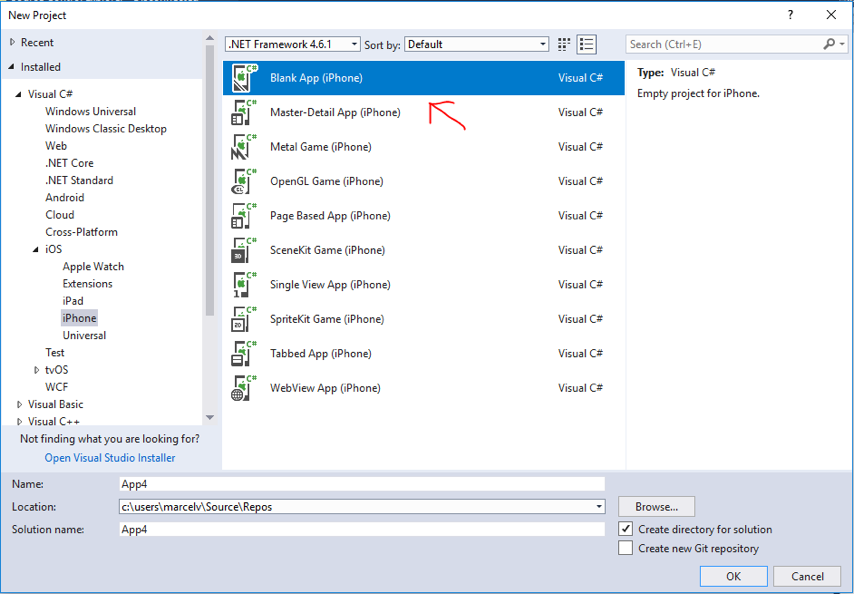 New Project
?
Recent
Installed
Visual C#
Windows Universal
Windows Classic Desktop
Web
.NET Core
.NET Standard
Android
Cloud
Cross-Platform
iOS
Apple Watch
Extensions
iPad
iPhone
Universal
Test
tvOS
WCF
Visual Basic
Visual C++
Not finding what you are looking for?
Open Visual Studio Installer
.NET Framework 4.6.1 Sort by: Default
Blank App (iPhone) Visual C#
Master-Detail App (iPhone) Visual C#
Metal Game (iPhone) Visual C#
OpenGL Game (iPhone) Visual C#
Page Based App (iPhone) Visual C#
SceneKit Game (iPhone) Visual C#
Single View App (iPhone) Visual C#
SpriteKit Game (iPhone) Visual C#
Tabbed App (iPhone) Visual C#
WebView App (iPhone) Visual C#
Search (Ctrl+E)
Type: Visual C#
Empty project for iPhone.
Name: App4
Location: c:\users\marcelv\Source\Repos Browse...
Solution name: App4
Create directory for solution
Create new Git repository
OK Cancel